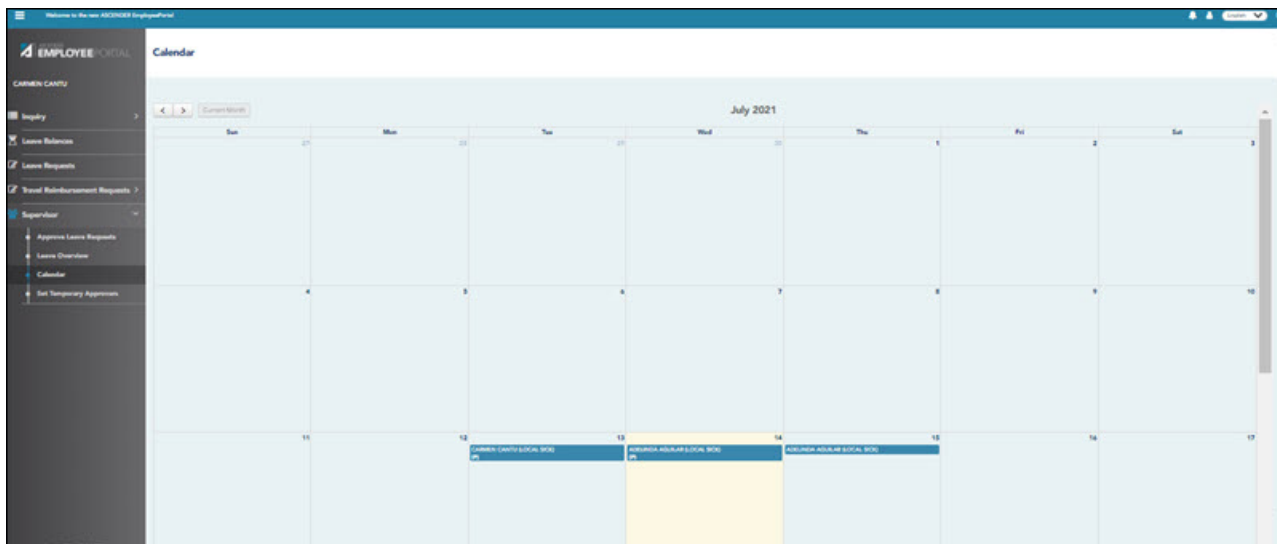 Welcome to the new ASCENDER EmployeePortal
English
EMPLOYEE PORTAL
Calendar
CARMEN CANTU
Inquiry
Leave Balances
Leave Requests
Travel Reimbursement Requests
Supervisor
Approve Leave Requests
Leave Overview
Calendar
Set Temporary Approvers
< > Current Month
July 2021
Sun Mon Tue Wed Thu Fri Sat
27 28 29 30 1 2 3
4 5 6 7 8 9 10
11 12 13 14 15 16 17
CARMEN CANTU (LOCAL SICK) ADELINDA AGUILAR (LOCAL SICK) ADELINDA AGUILAR (LOCAL SICK)
(P) (P)